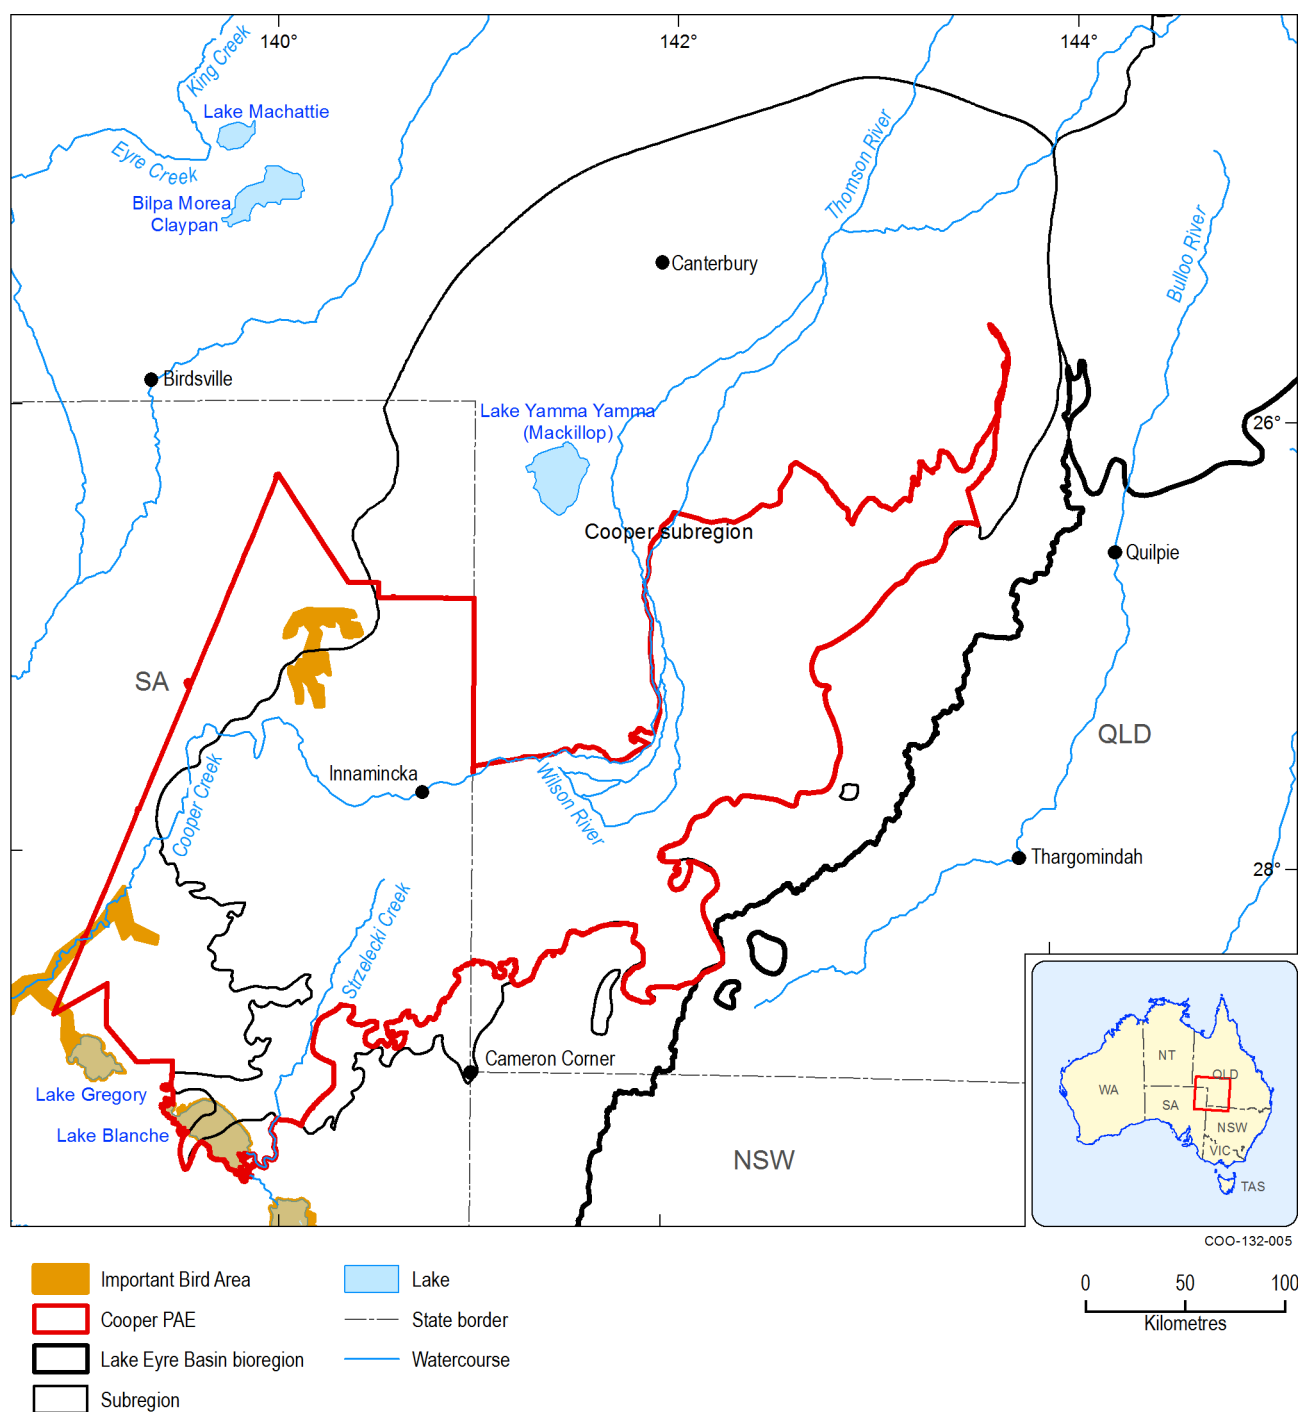 140°
142°
144°
King Creek
Lake Machattie
Eyre Creek
Bilpa Morea
Claypan
Thomson River
Bulloo River
Canterbury
Birdsville
Lake Yamma Yamma
(Mackillop)
26°
Cooper subregion
Quilpie
SA
QLD
Innamincka
Wilson River
Cooper Creek
Thargomindah
28°
Strzelecki Creek
Cameron Corner
Lake Gregory
Lake Blanche
NSW
NT
QLD
WA
SA
NSW
VIC
TAS
COO-132-005
Important Bird Area
Cooper PAE
Lake Eyre Basin bioregion
Subregion
Lake
State border
Watercourse
0 50 100
Kilometres